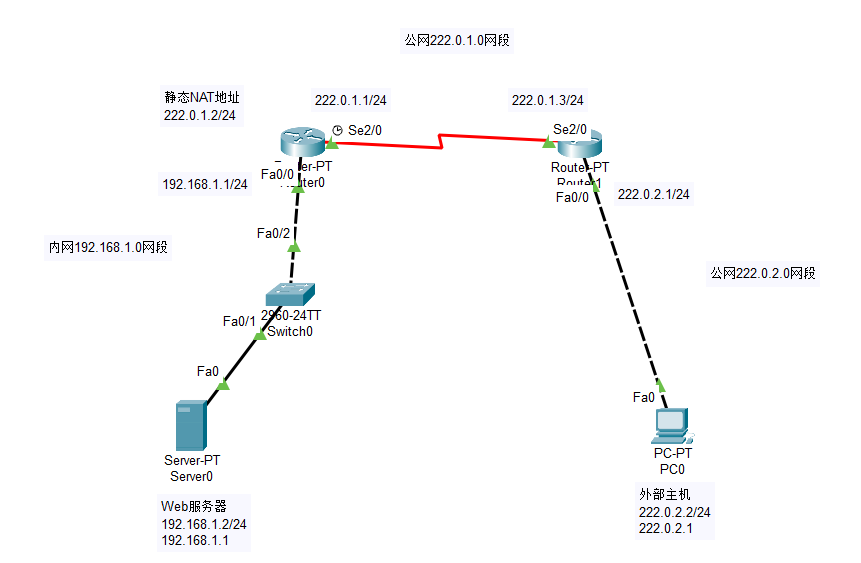 公网222.0.1.0网段
静态NAT地址
222.0.1.2/24
222.0.1.1/24
222.0.1.3/24
Se2/0
Se2/0
Router-PT
Router1
Fa0/0
192.168.1.1/24
Fa0/0
222.0.2.1/24
Fa0/2
内网192.168.1.0网段
公网222.0.2.0网段
2960-24TT
Switch0
Fa0/1
Fa0
Fa0
Server-PT
Server0
PC-PT
PC0
Web服务器
192.168.1.2/24
192.168.1.1
外部主机
222.0.2.2/24
222.0.2.1